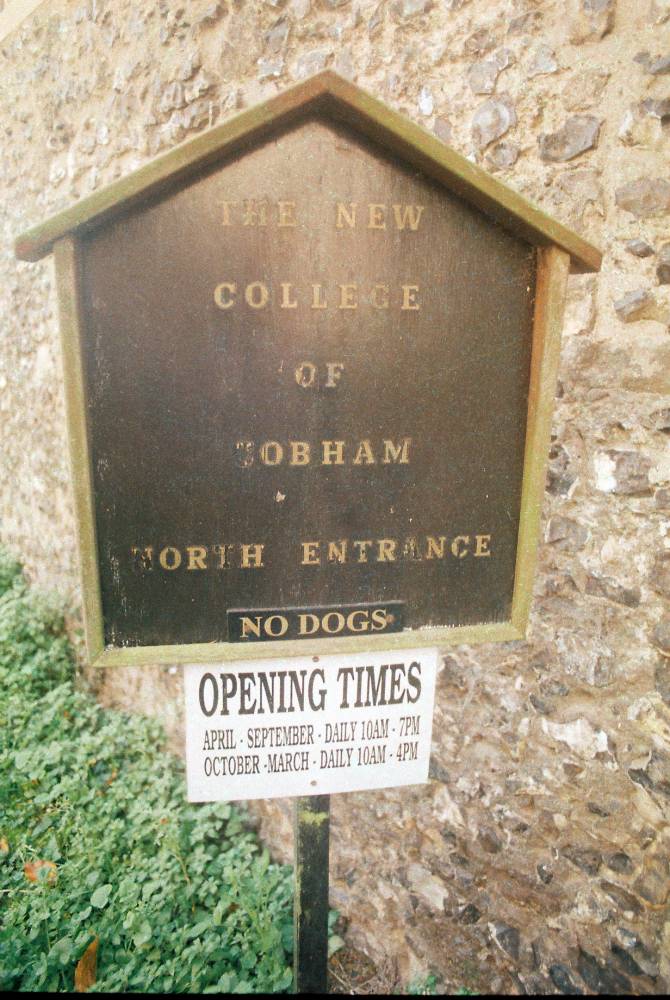 THE NEW
COLLEGE
OF
COBHAM
NORTH ENTRANCE
NO DOGS
OPENING TIMES
APRIL - SEPTEMBER - DAILY 10AM - 7PM
OCTOBER -MARCH - DAILY 10AM - 4PM